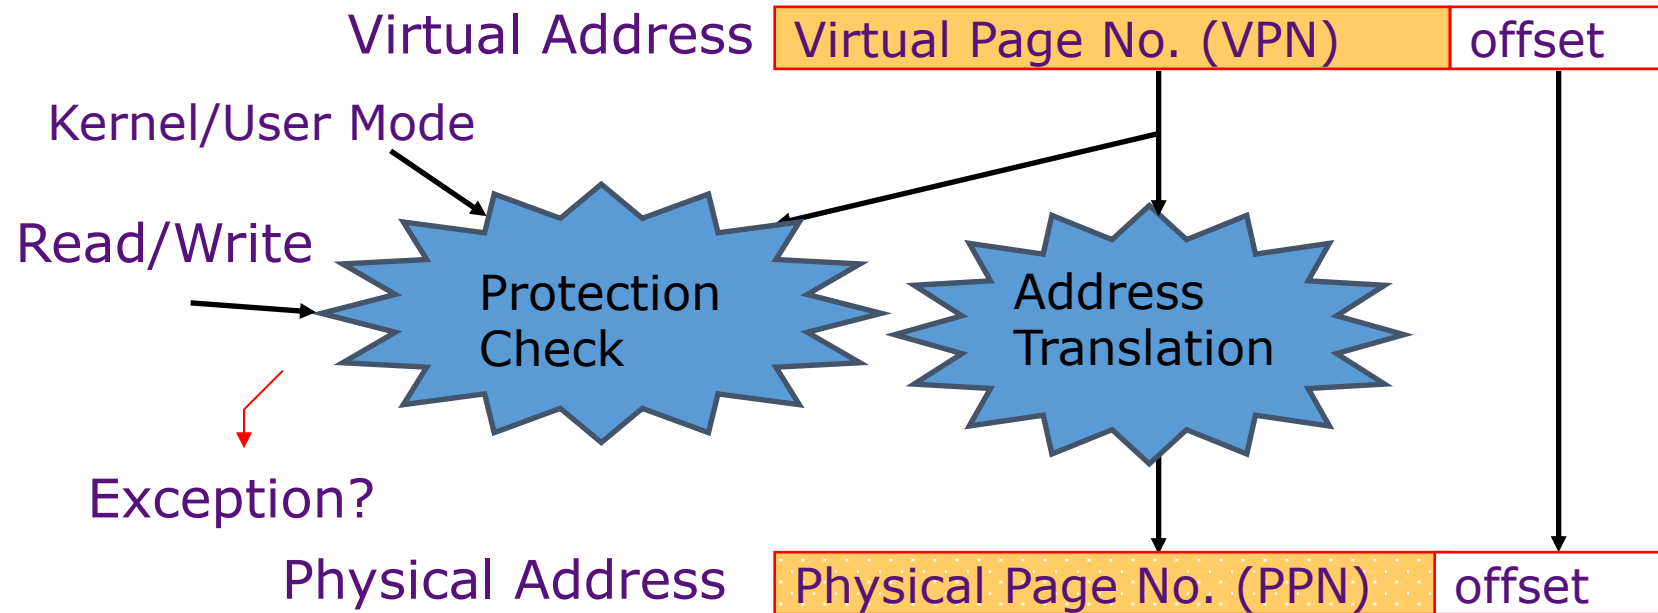 Virtual Address
Virtual Page No. (VPN)
offset
Kernel/User Mode
Read/Write
Protection
Check
Address
Translation
Exception?
Physical Address
Physical Page No. (PPN)
offset